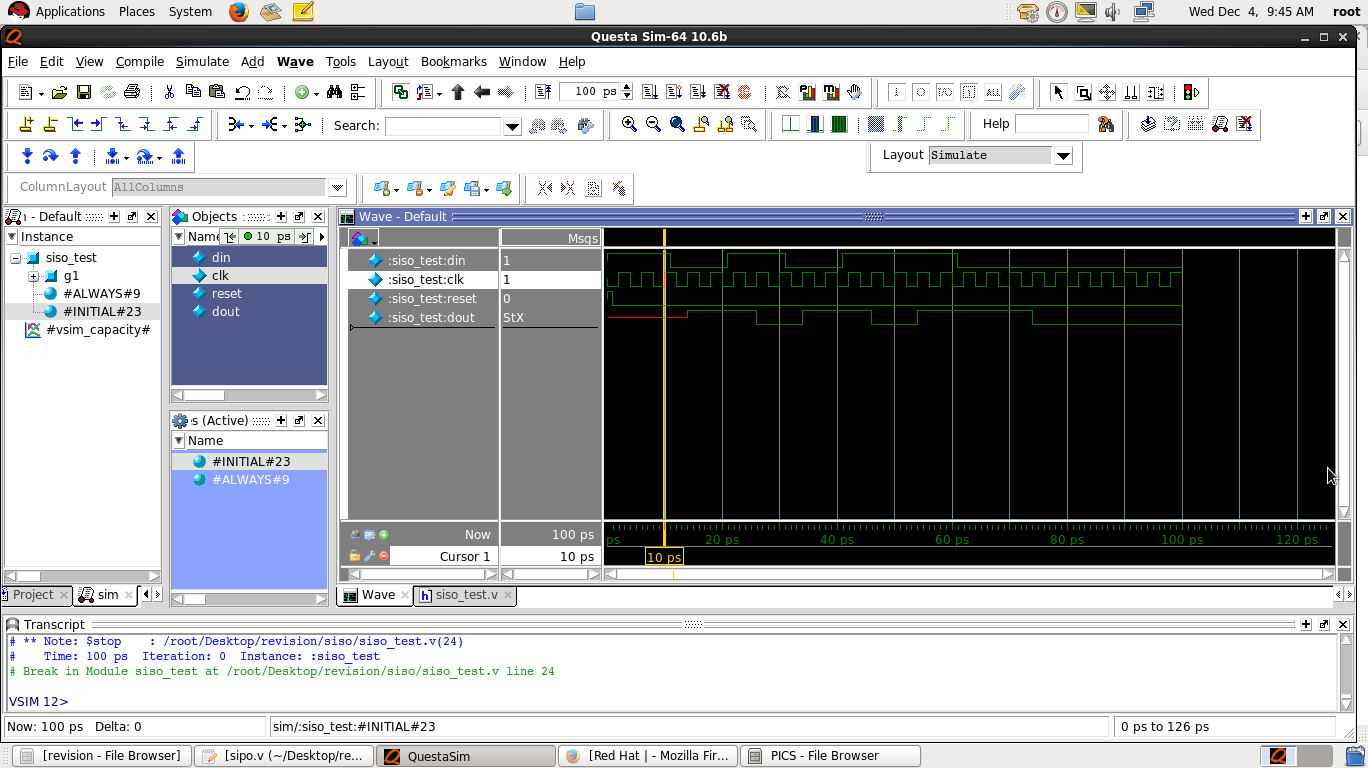 Applications Places System Wed Dec 4, 9:45 AM root
Questa Sim-64 10.6b
File Edit View Compile Simulate Add Wave Tools Layout Bookmarks Window Help
100 ps
Search: Help
Layout Simulate
ColumnLayout AllColumns
- Default Objects Wave - Default
Instance Name 10 ps Msgs
siso_test din :siso_test:din 1
g1 clk :siso_test:clk 1
#ALWAYS#9 reset :siso_test:reset 0
#INITIAL#23 dout :siso_test:dout StX
#vsim_capacity#
s (Active)
Name
#INITIAL#23
#ALWAYS#9
Now 100 ps ps 20 ps 40 ps 60 ps 80 ps 100 ps 120 ps
Cursor 1 10 ps 10 ps
Project sim Wave siso_test.v
Transcript
# ** Note: $stop : /root/Desktop/revision/siso/siso_test.v(24)
# Time: 100 ps Iteration: 0 Instance: :siso_test
# Break in Module siso_test at /root/Desktop/revision/siso/siso_test.v line 24
VSIM 12>
Now: 100 ps Delta: 0 sim/:siso_test:#INITIAL#23 0 ps to 126 ps
[revision - File Browser] [sipo.v (~/Desktop/re... QuestaSim [Red Hat | - Mozilla Fir... PICS - File Browser